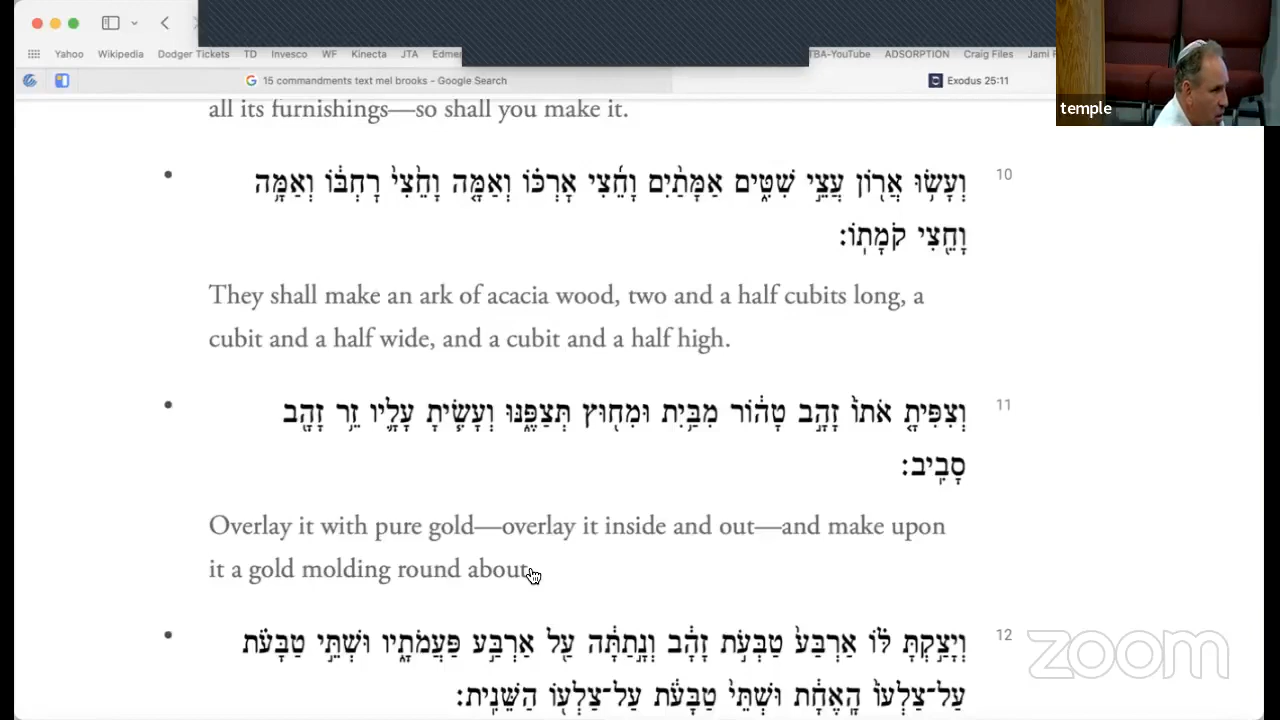 Yahoo Wikipedia Dodger Tickets TD Invesco WF Kinecta JTA TBA-YouTube ADSORPTION Craig Files
15 commandments text mel brooks - Google Search
Exodus 25:11
temple
all its furnishings—so shall you make it.
10
וְעָשׂ֥וּ אֲר֖וֹן עֲצֵ֣י שִׁטִּ֑ים אַמָּתַ֨יִם וָחֵ֜צִי אׇרְכּ֗וֹ וְאַמָּ֤ה וָחֵ֙צִי֙ רׇחְבּ֔וֹ וְאַמָּ֥ה
וָחֵ֖צִי קֹמָתֽוֹ׃
They shall make an ark of acacia wood, two and a half cubits long, a
cubit and a half wide, and a cubit and a half high.
11
וְצִפִּיתָ֤ אֹתוֹ֙ זָהָ֣ב טָה֔וֹר מִבַּ֥יִת וּמִח֖וּץ תְּצַפֶּ֑נּוּ וְעָשִׂ֧יתָ עָלָ֛יו זֵ֥ר זָהָ֖ב
סָבִֽיב׃
Overlay it with pure gold—overlay it inside and out—and make upon
it a gold molding round about.
12
וְיָצַ֣קְתָּ לּ֗וֹ אַרְבַּע֙ טַבְּעֹ֣ת זָהָ֔ב וְנָ֣תַתָּ֔ה עַ֖ל אַרְבַּ֣ע פַּעֲמֹתָ֑יו וּשְׁתֵּ֣י טַבָּעֹ֗ת
עַל־צַלְעוֹ֙ הָֽאֶחָ֔ת וּשְׁתֵּי֙ טַבָּעֹ֔ת עַל־צַלְע֖וֹ הַשֵּׁנִֽית׃
zoom